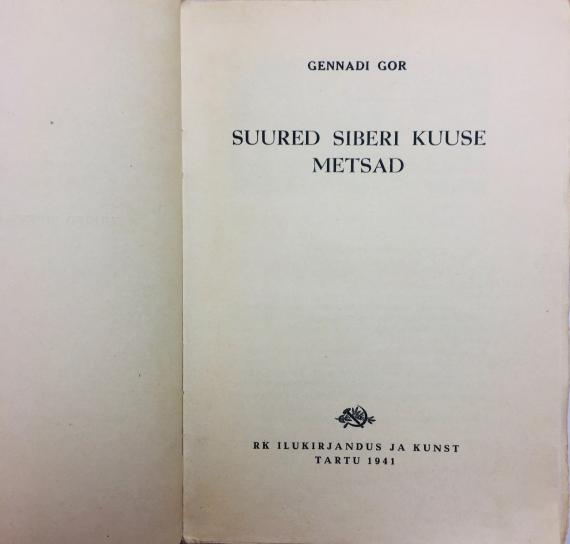 GENNADI GOR
SUURED SIBERI KUUSE
METSAD
RK ILUKIRJANDUS JA KUNST
TARTU 1941